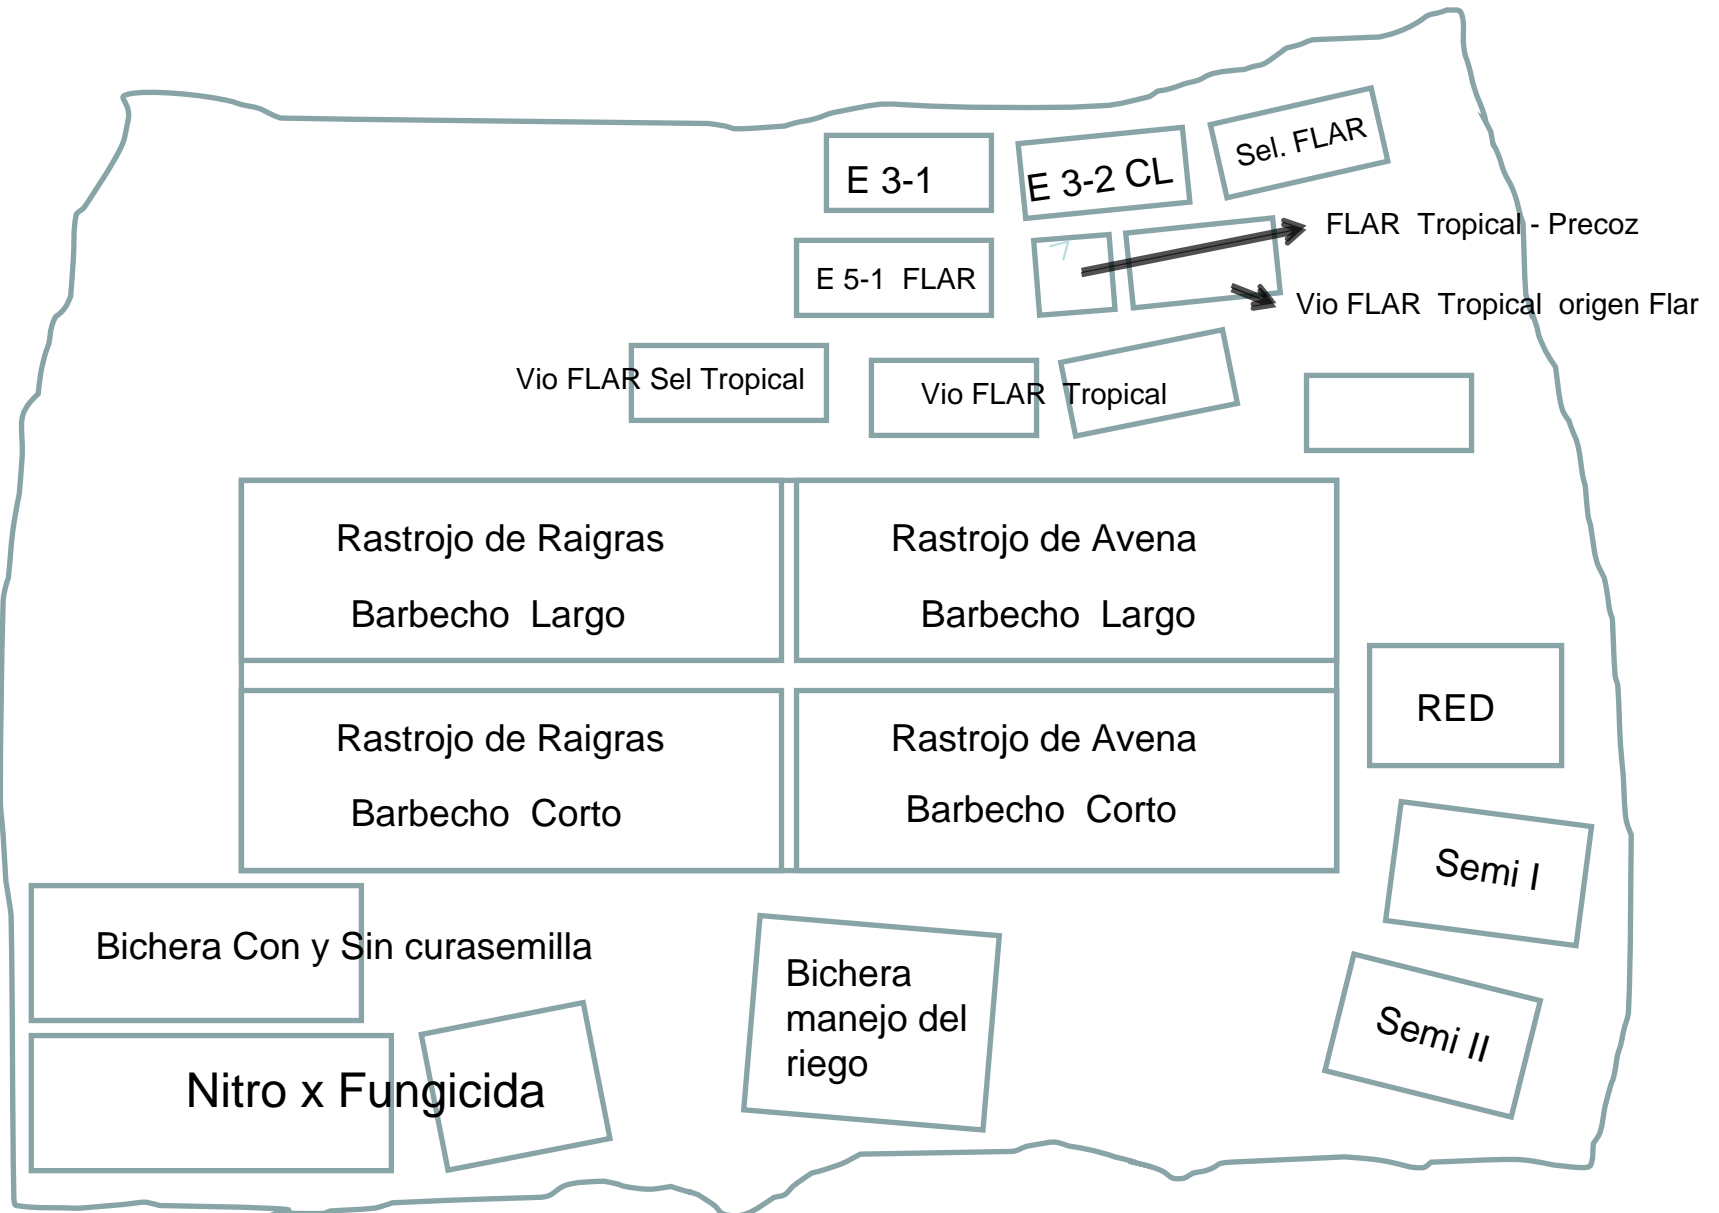 E 3-1
E 3-2 CL
Sel. FLAR
FLAR Tropical - Precoz
E 5-1 FLAR
Vio FLAR Tropical origen Flar
Vio FLAR Sel Tropical
Vio FLAR Tropical
Rastrojo de Raigras
Barbecho Largo
Rastrojo de Avena
Barbecho Largo
Rastrojo de Raigras
Barbecho Corto
Rastrojo de Avena
Barbecho Corto
RED
Semi I
Semi II
Bichera Con y Sin curasemilla
Bichera
manejo del
riego
Nitro x Fungicida